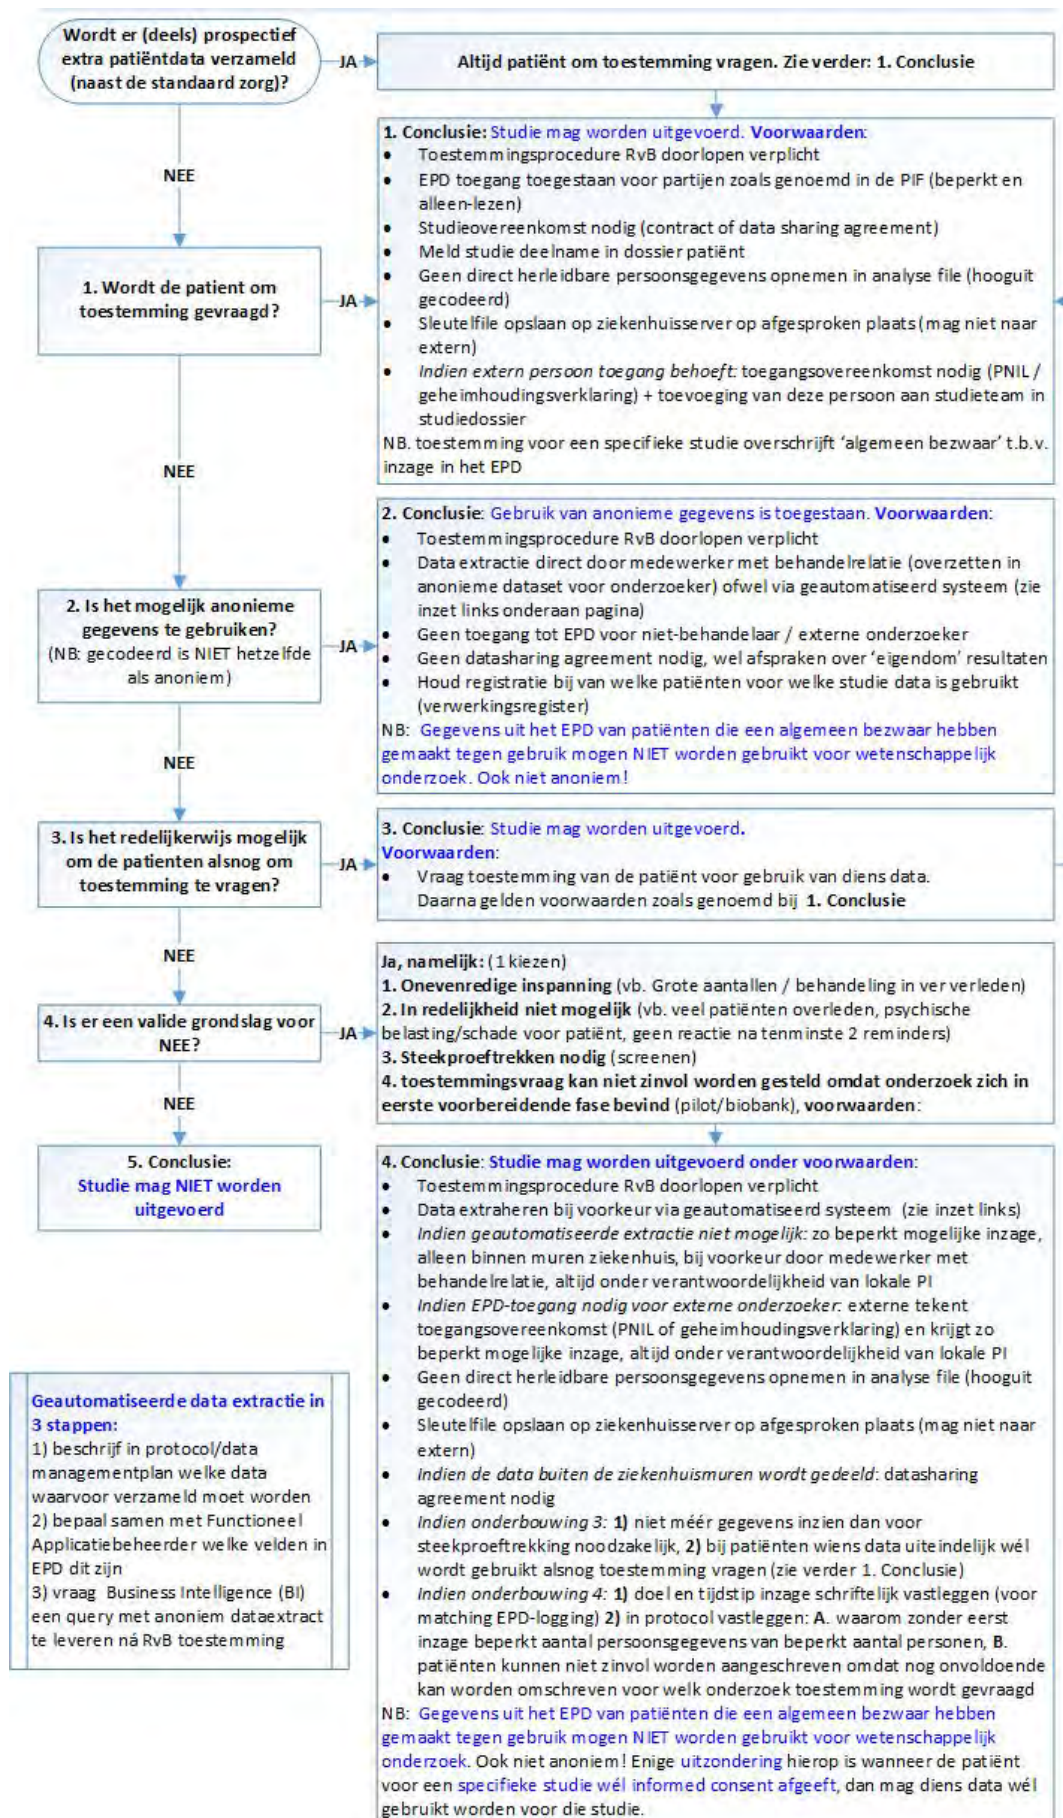 Wordt er (deels) prospectief
extra patiëntdata verzameld
(naast de standaard zorg)?
JA
Altijd patiënt om toestemming vragen. Zie verder: 1. Conclusie
NEE
1. Wordt de patient om
toestemming gevraagd?
JA
1. Conclusie: Studie mag worden uitgevoerd. Voorwaarden:
• Toestemmingsprocedure RvB doorlopen verplicht
• EPD toegang toegestaan voor partijen zoals genoemd in de PIF (beperkt en
alleen-lezen)
• Studieovereenkomst nodig (contract of data sharing agreement)
• Meld studie deelname in dossier patiënt
• Geen direct herleidbare persoonsgegevens opnemen in analyse file (hooguit
gecodeerd)
• Sleutelfile opslaan op ziekenhuisserver op afgesproken plaats (mag niet naar
extern)
• Indien extern persoon toegang behoeft: toegangsovereenkomst nodig (PNIL /
geheimhoudingsverklaring) + toevoeging van deze persoon aan studieteam in
studiedossier
NB. toestemming voor een specifieke studie overschrijft ‘algemeen bezwaar’ t.b.v.
inzage in het EPD
NEE
2. Is het mogelijk anonieme
gegevens te gebruiken?
(NB: gecodeerd is NIET hetzelfde
als anoniem)
JA
2. Conclusie: Gebruik van anonieme gegevens is toegestaan. Voorwaarden:
• Toestemmingsprocedure RvB doorlopen verplicht
• Data extractie direct door medewerker met behandelrelatie (overzetten in
anonieme dataset voor onderzoeker) ofwel via geautomatiseerd systeem (zie
inzet links onderaan pagina)
• Geen toegang tot EPD voor niet-behandelaar / externe onderzoeker
• Geen datasharing agreement nodig, wel afspraken over ‘eigendom’ resultaten
• Houd registratie bij van welke patiënten voor welke studie data is gebruikt
(verwerkingsregister)
NB: Gegevens uit het EPD van patiënten die een algemeen bezwaar hebben
gemaakt tegen gebruik mogen NIET worden gebruikt voor wetenschappelijk
onderzoek. Ook niet anoniem!
NEE
3. Is het redelijkerwijs mogelijk
om de patienten alsnog om
toestemming te vragen?
JA
3. Conclusie: Studie mag worden uitgevoerd.
Voorwaarden:
• Vraag toestemming van de patiënt voor gebruik van diens data.
Daarna gelden voorwaarden zoals genoemd bij 1. Conclusie
NEE
4. Is er een valide grondslag voor
NEE?
JA
Ja, namelijk: (1 kiezen)
1. Onevenredige inspanning (vb. Grote aantallen / behandeling in ver verleden)
2. In redelijkheid niet mogelijk (vb. veel patiënten overleden, psychische
belasting/schade voor patiënt, geen reactie na tenminste 2 reminders)
3. Steekproeftrekken nodig (screenen)
4. toestemmingsvraag kan niet zinvol worden gesteld omdat onderzoek zich in
eerste voorbereidende fase bevind (pilot/biobank), voorwaarden:
NEE
5. Conclusie:
Studie mag NIET worden
uitgevoerd
4. Conclusie: Studie mag worden uitgevoerd onder voorwaarden:
• Toestemmingsprocedure RvB doorlopen verplicht
• Data extraheren bij voorkeur via geautomatiseerd systeem (zie inzet links)
• Indien geautomatiseerde extractie niet mogelijk: zo beperkt mogelijke inzage,
alleen binnen muren ziekenhuis, bij voorkeur door medewerker met
behandelrelatie, altijd onder verantwoordelijkheid van lokale PI
• Indien EPD-toegang nodig voor externe onderzoeker: externe tekent
toegangsovereenkomst (PNIL of geheimhoudingsverklaring) en krijgt zo
beperkt mogelijke inzage, altijd onder verantwoordelijkheid van lokale PI
• Geen direct herleidbare persoonsgegevens opnemen in analyse file (hooguit
gecodeerd)
• Sleutelfile opslaan op ziekenhuisserver op afgesproken plaats (mag niet naar
extern)
• Indien de data buiten de ziekenhuismuren wordt gedeeld: datasharing
agreement nodig
• Indien onderbouwing 3: 1) niet méér gegevens inzien dan voor
steekproeftrekking noodzakelijk, 2) bij patiënten wiens data uiteindelijk wél
wordt gebruikt alsnog toestemming vragen (zie verder 1. Conclusie)
• Indien onderbouwing 4: 1) doel en tijdstip inzage schriftelijk vastleggen (voor
matching EPD-logging) 2) in protocol vastleggen: A. waarom zonder eerst
inzage beperkt aantal persoonsgegevens van beperkt aantal personen, B.
patiënten kunnen niet zinvol worden aangeschreven omdat nog onvoldoende
kan worden omschreven voor welk onderzoek toestemming wordt gevraagd
NB: Gegevens uit het EPD van patiënten die een algemeen bezwaar hebben
gemaakt tegen gebruik mogen NIET worden gebruikt voor wetenschappelijk
onderzoek. Ook niet anoniem! Enige uitzondering hierop is wanneer de patiënt
voor een specifieke studie wél informed consent afgeeft, dan mag diens data wél
gebruikt worden voor die studie.
Geautomatiseerde data extractie in
3 stappen:
1) beschrijf in protocol/data
managementplan welke data
waarvoor verzameld moet worden
2) bepaal samen met Functioneel
Applicatiebeheerder welke velden in
EPD dit zijn
3) vraag Business Intelligence (BI)
een query met anoniem dataextract
te leveren ná RvB toestemming